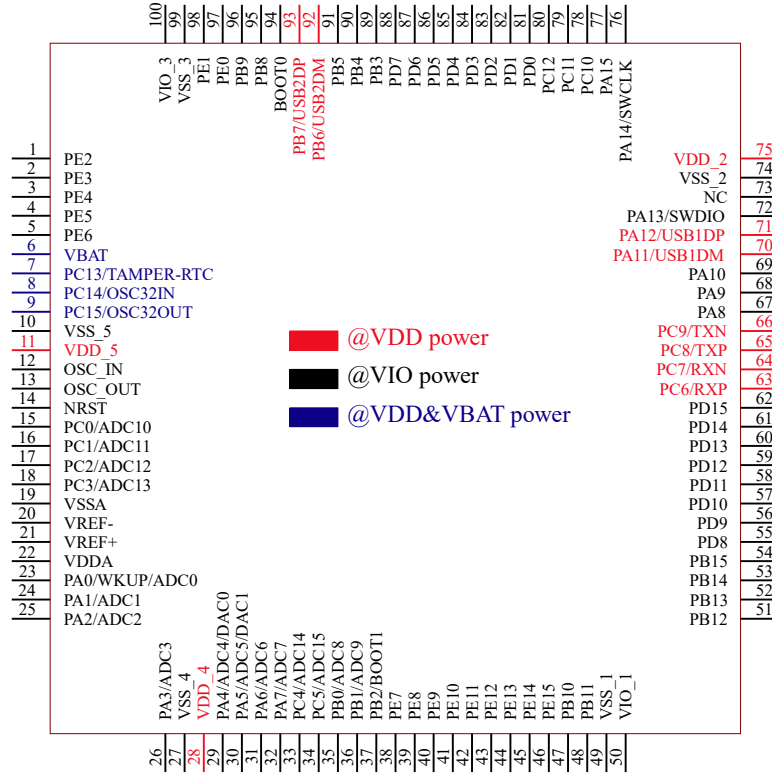 100 99 98 97 96 95 94 93 92 91 90 89 88 87 86 85 84 83 82 81 80 79 78 77 76
VIO_3 VSS_3 PE1 PE0 PB9 PB8 BOOT0 PB7/USB2DP PB6/USB2DM PB5 PB4 PB3 PD7 PD6 PD5 PD4 PD3 PD2 PD1 PD0 PC12 PC11 PC10 PA15 PA14/SWCLK
1 PE2
2 PE3
3 PE4
4 PE5
5 PE6
6 VBAT
7 PC13/TAMPER-RTC
8 PC14/OSC32IN
9 PC15/OSC32OUT
10 VSS_5
11 VDD_5
12 OSC_IN
13 OSC_OUT
14 NRST
15 PC0/ADC10
16 PC1/ADC11
17 PC2/ADC12
18 PC3/ADC13
19 VSSA
20 VREF-
21 VREF+
22 VDDA
23 PA0/WKUP/ADC0
24 PA1/ADC1
25 PA2/ADC2
@VDD power
@VIO power
@VDD&VBAT power
VDD_2 75
VSS_2 74
NC 73
PA13/SWDIO 72
PA12/USB1DP 71
PA11/USB1DM 70
PA10 69
PA9 68
PA8 67
PC9/TXN 66
PC8/TXP 65
PC7/RXN 64
PC6/RXP 63
PD15 62
PD14 61
PD13 60
PD12 59
PD11 58
PD10 57
PD9 56
PD8 55
PB15 54
PB14 53
PB13 52
PB12 51
PA3/ADC3 VSS_4 VDD_4 PA4/ADC4/DAC0 PA5/ADC5/DAC1 PA6/ADC6 PA7/ADC7 PC4/ADC14 PC5/ADC15 PB0/ADC8 PB1/ADC9 PB2/BOOT1 PE7 PE8 PE9 PE10 PE11 PE12 PE13 PE14 PE15 PB10 PB11 VSS_1 VIO_1
26 27 28 29 30 31 32 33 34 35 36 37 38 39 40 41 42 43 44 45 46 47 48 49 50